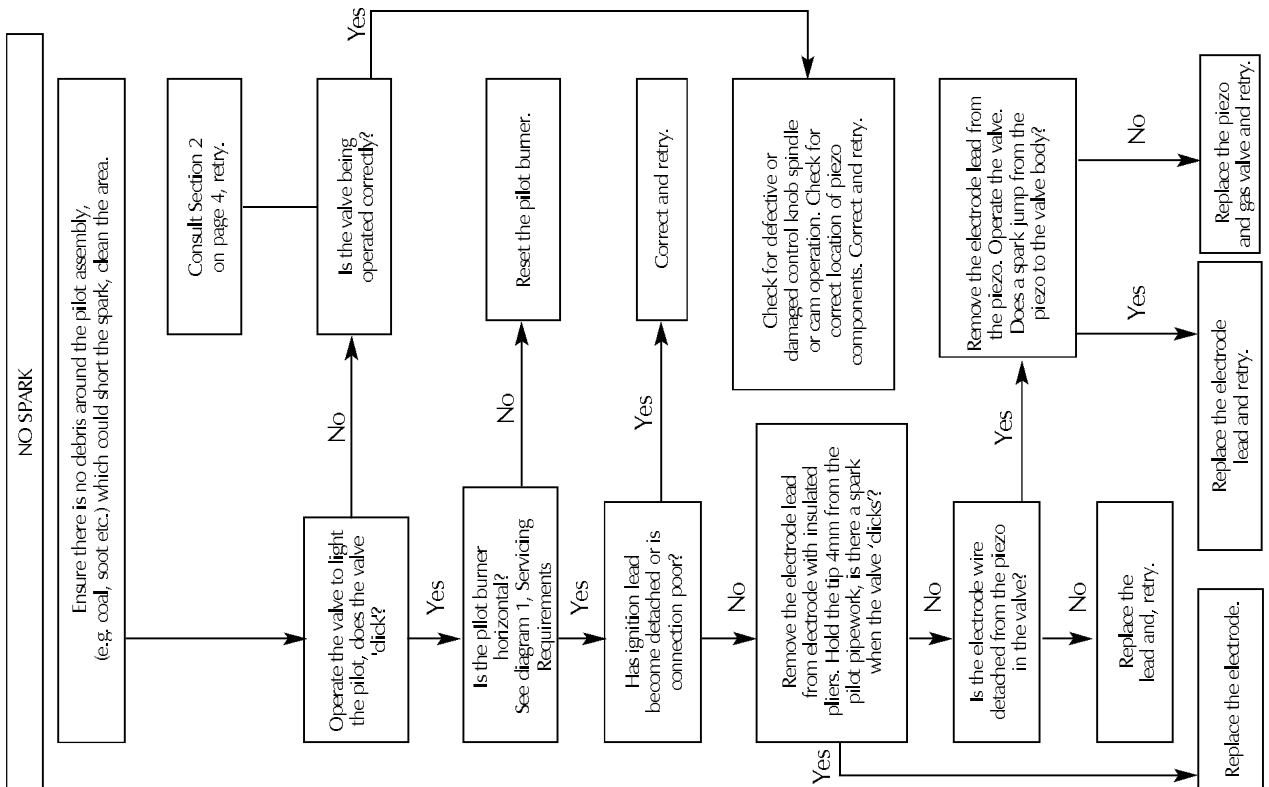 NO SPARK
Ensure there is no debris around the pilot assembly,
(e.g. coal, soot etc.) which could short the spark, clean the area.
Operate the valve to light
the pilot, does the valve
'click?
No
Is the valve being
operated correctly?
Consult Section 2
on page 4, retry.
Yes
Yes
Is the pilot burner
horizontal?
See diagram 1, Servicing
Requirements
No
Reset the pilot burner.
Yes
Has ignition lead
become detached or is
connection poor?
Yes
Correct and retry.
No
Check for defective or
damaged control knob spindle
or cam operation. Check for
correct location of piezo
components. Correct and retry.
Remove the electrode lead
from electrode with insulated
pliers. Hold the tip 4mm from the
pilot pipework, is there a spark
when the valve 'clicks'?
Yes
No
Is the electrode wire
detached from the piezo
in the valve?
Yes
Remove the electrode lead from
the piezo. Operate the valve.
Does a spark jump from the
piezo to the valve body?
No
Replace the
lead and, retry.
Yes
No
Replace the electrode.
Replace the electrode
lead and retry.
Replace the piezo
and gas valve and retry.